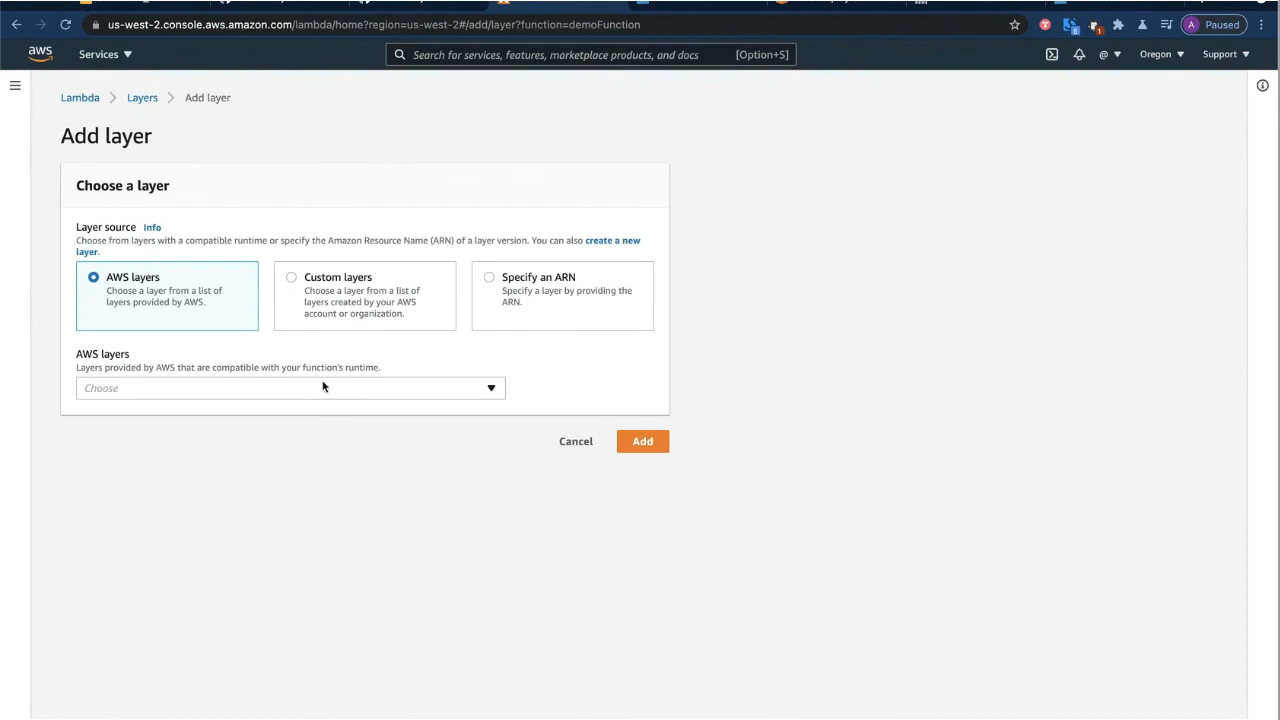 us-west-2.console.aws.amazon.com/lambda/home?region=us-west-2#/add/layer?function=demoFunction
A Paused
aws Services Search for services, features, marketplace products, and docs [Option+S] @ Oregon Support
Lambda > Layers > Add layer
Add layer
Choose a layer
Layer source Info
Choose from layers with a compatible runtime or specify the Amazon Resource Name (ARN) of a layer version. You can also create a new
layer.
AWS layers
Choose a layer from a list of
layers provided by AWS.
Custom layers
Choose a layer from a list of
layers created by your AWS
account or organization.
Specify an ARN
Specify a layer by providing the
ARN.
AWS layers
Layers provided by AWS that are compatible with your function's runtime.
Choose
Cancel Add